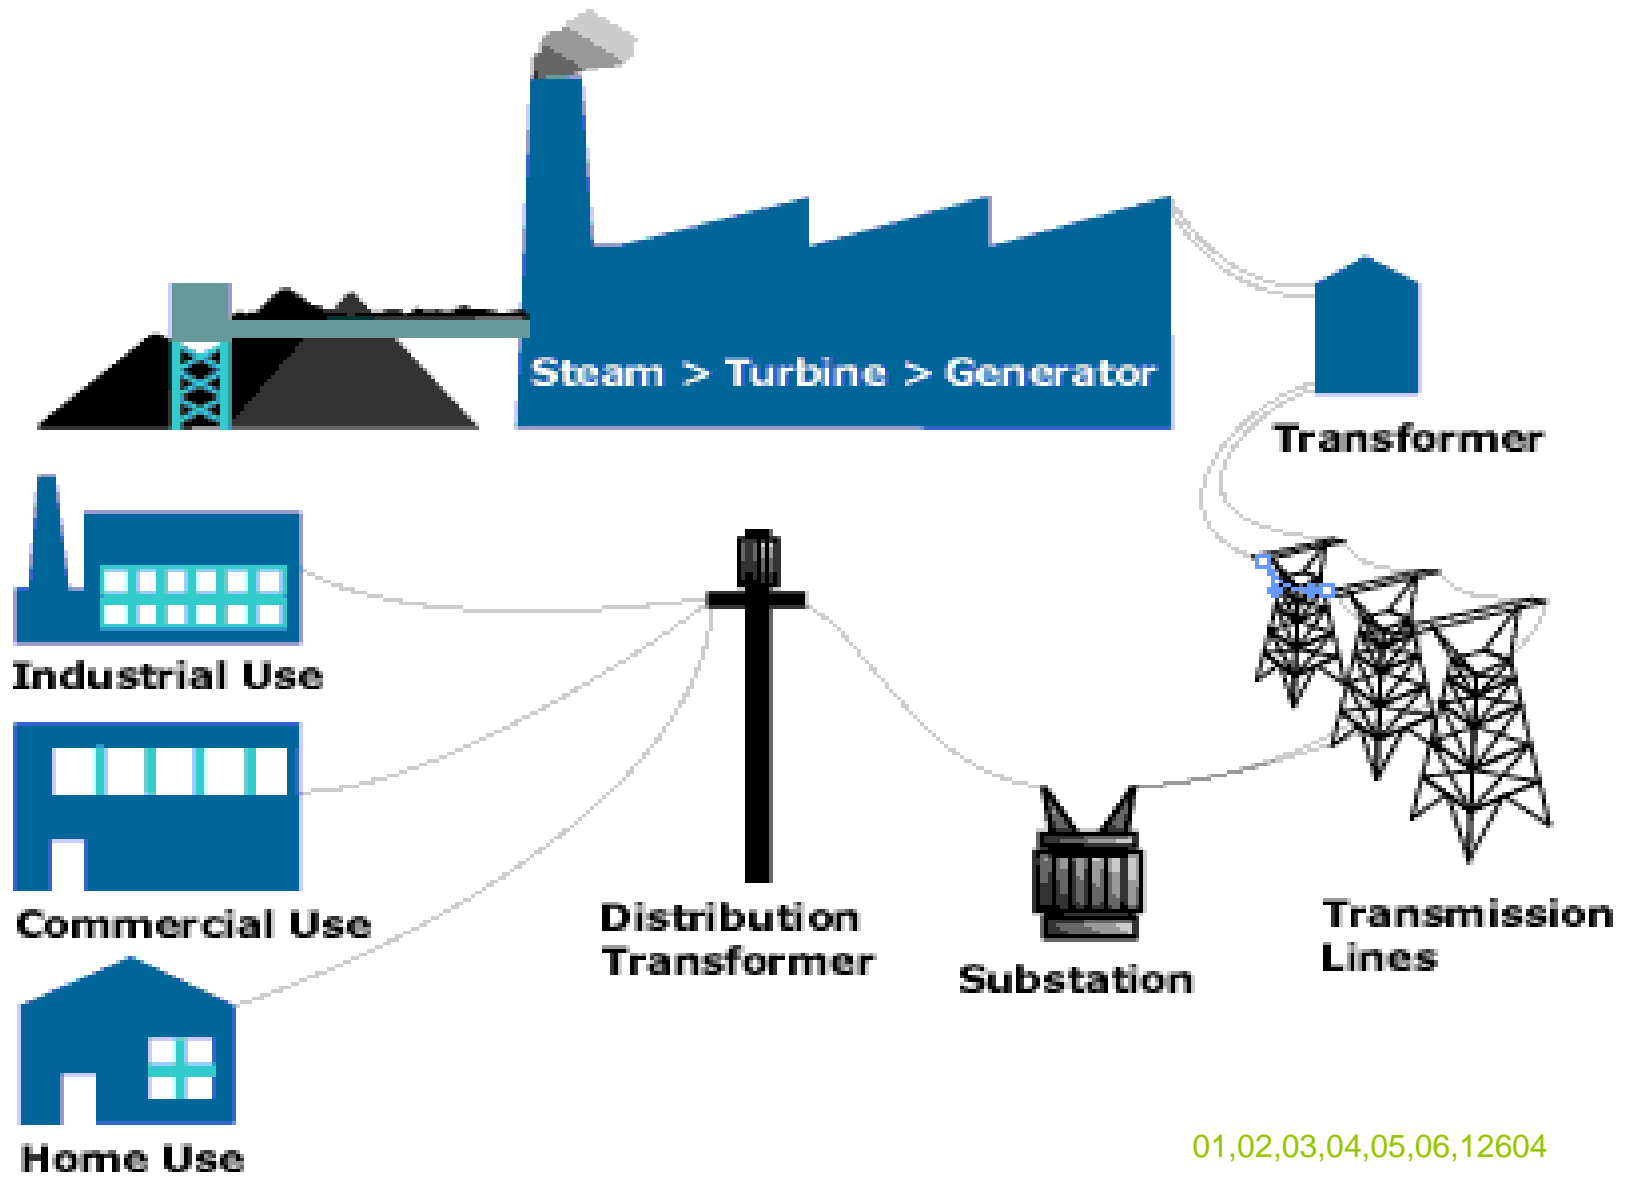 Steam > Turbine > Generator
Transformer
Industrial Use
Commercial Use
Distribution
Transformer
Transmission
Lines
Substation
Home Use
01,02,03,04,05,06,12604